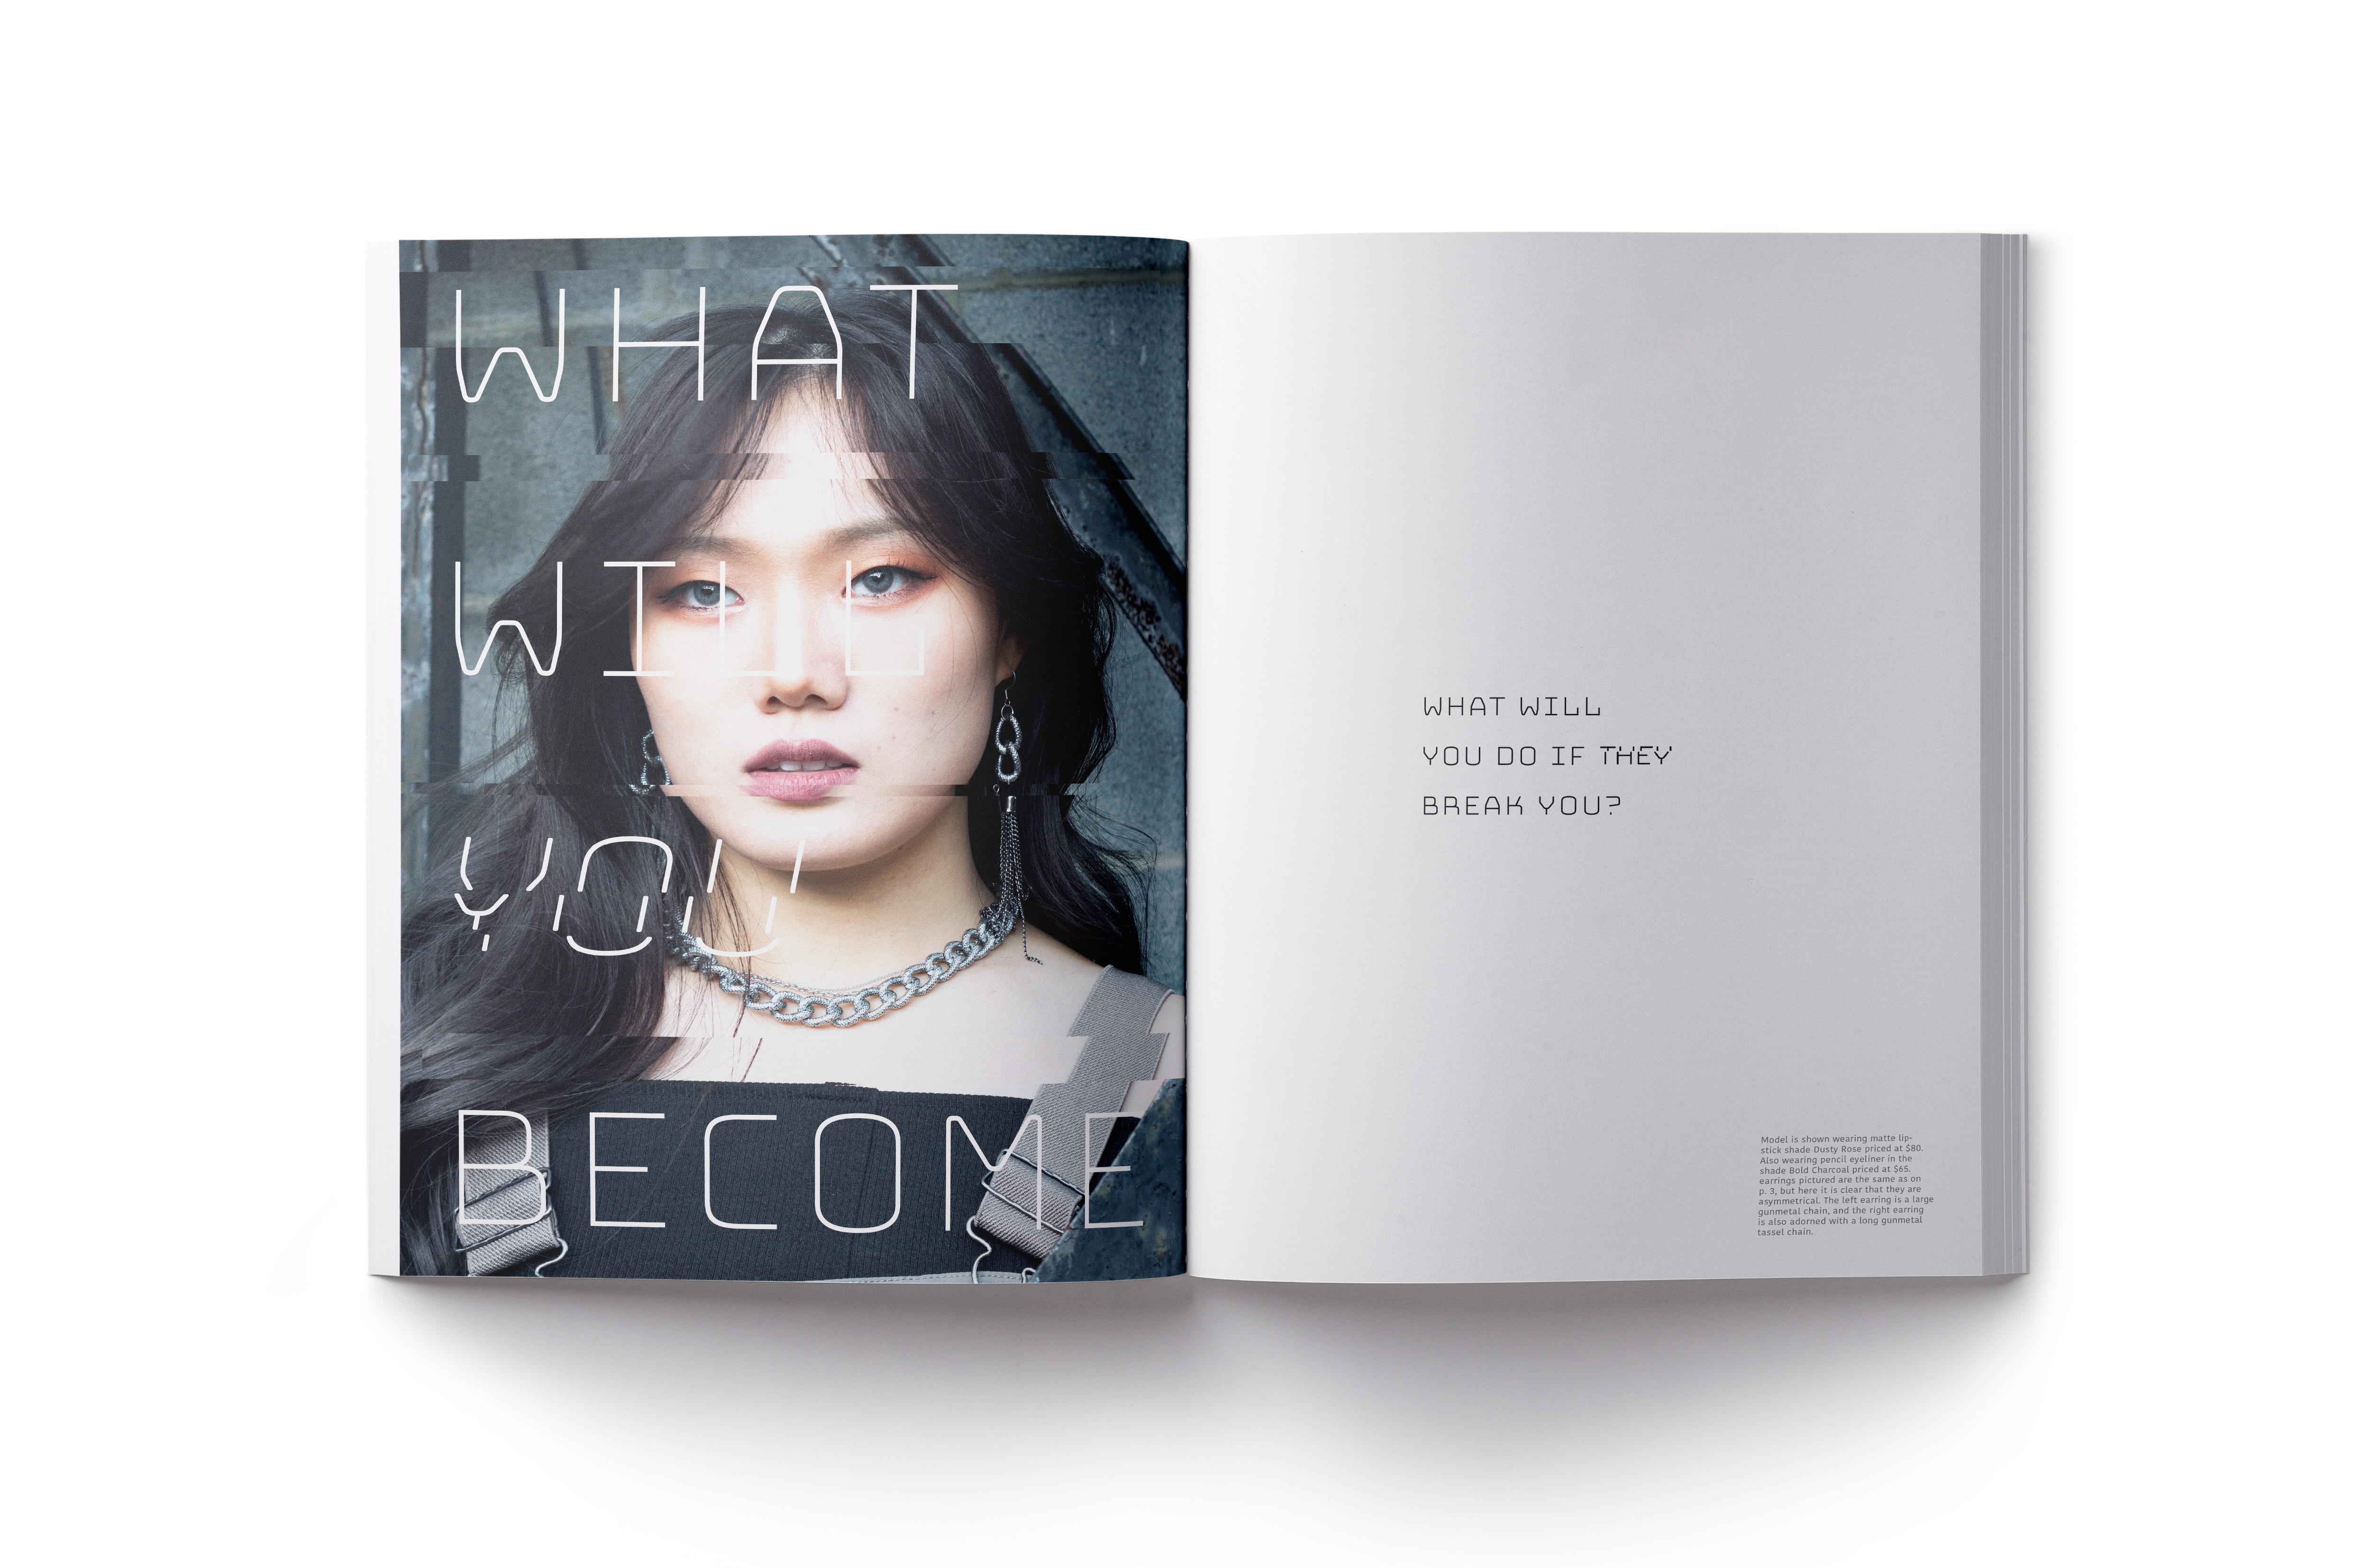 WHAT
WILL
YOU
BECOME
WHAT WILL
YOU DO IF THEY
BREAK YOU?
Model is shown wearing matte lip-
stick shade Dusty Rose priced at $80.
Also wearing pencil eyeliner in the
shade Bold Charcoal priced at $65.
earrings pictured are the same as on
p. 3, but here it is clear that they are
asymmetrical. The left earring is a large
gunmetal chain, and the right earring
is also adorned with a long gunmetal
tassel chain.